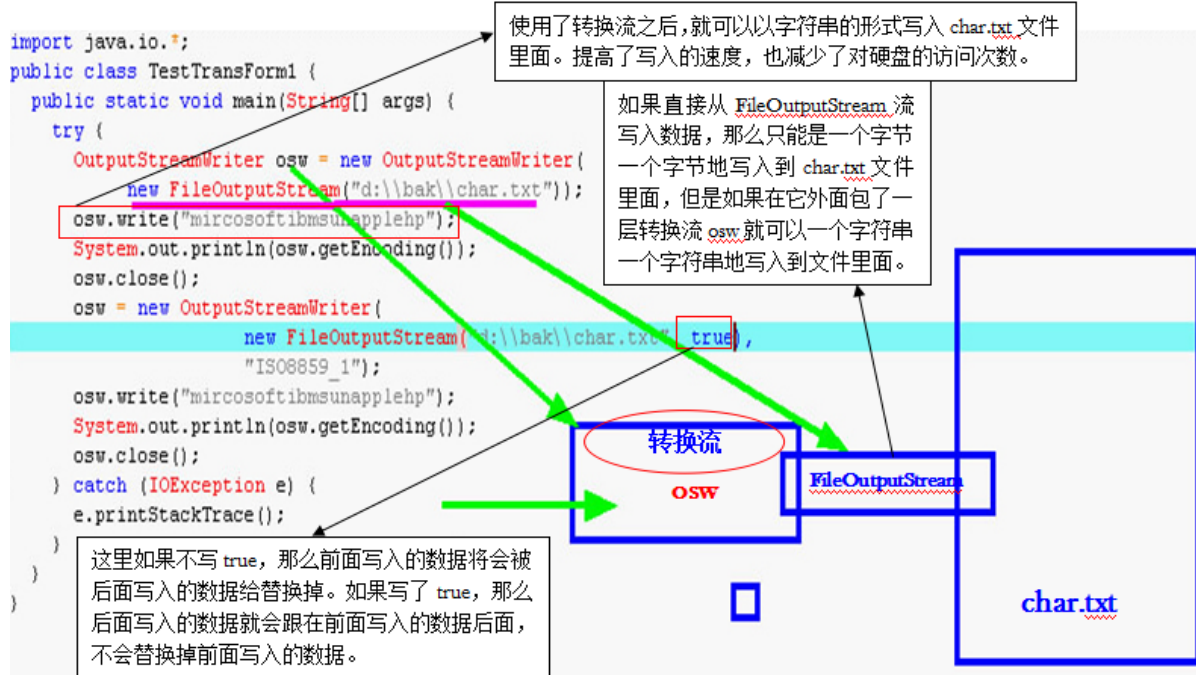 使用了转换流之后,就可以以字符串的形式写入 char.txt 文件
里面。提高了写入的速度，也减少了对硬盘的访问次数。
import java.io.*;
public class TestTransForm1 {
public static void main(String[] args) {
try {
OutputStreamWriter osw = new OutputStreamWriter(
new FileOutputStream("d:\\bak\\char.txt"));
osw.write("mircosoftibmsunapplehp");
System.out.println(osw.getEncoding());
osw.close();
osw = new OutputStreamWriter(
new FileOutputStream("d:\\bak\\char.txt", true),
"ISO8859_1");
osw.write("mircosoftibmsunapplehp");
System.out.println(osw.getEncoding());
osw.close();
} catch (IOException e) {
e.printStackTrace();
}
}
}
如果直接从 FileOutputStream 流
写入数据，那么只能是一个字节
一个字节地写入到 char.txt 文件
里面，但是如果在它外面包了一
层转换流 osw 就可以一个字符串
一个字符串地写入到文件里面。
转换流
osw
FileOutputStream
char.txt
这里如果不写 true，那么前面写入的数据将会被
后面写入的数据给替换掉。如果写了 true，那么
后面写入的数据就会跟在前面写入的数据后面，
不会替换掉前面写入的数据。